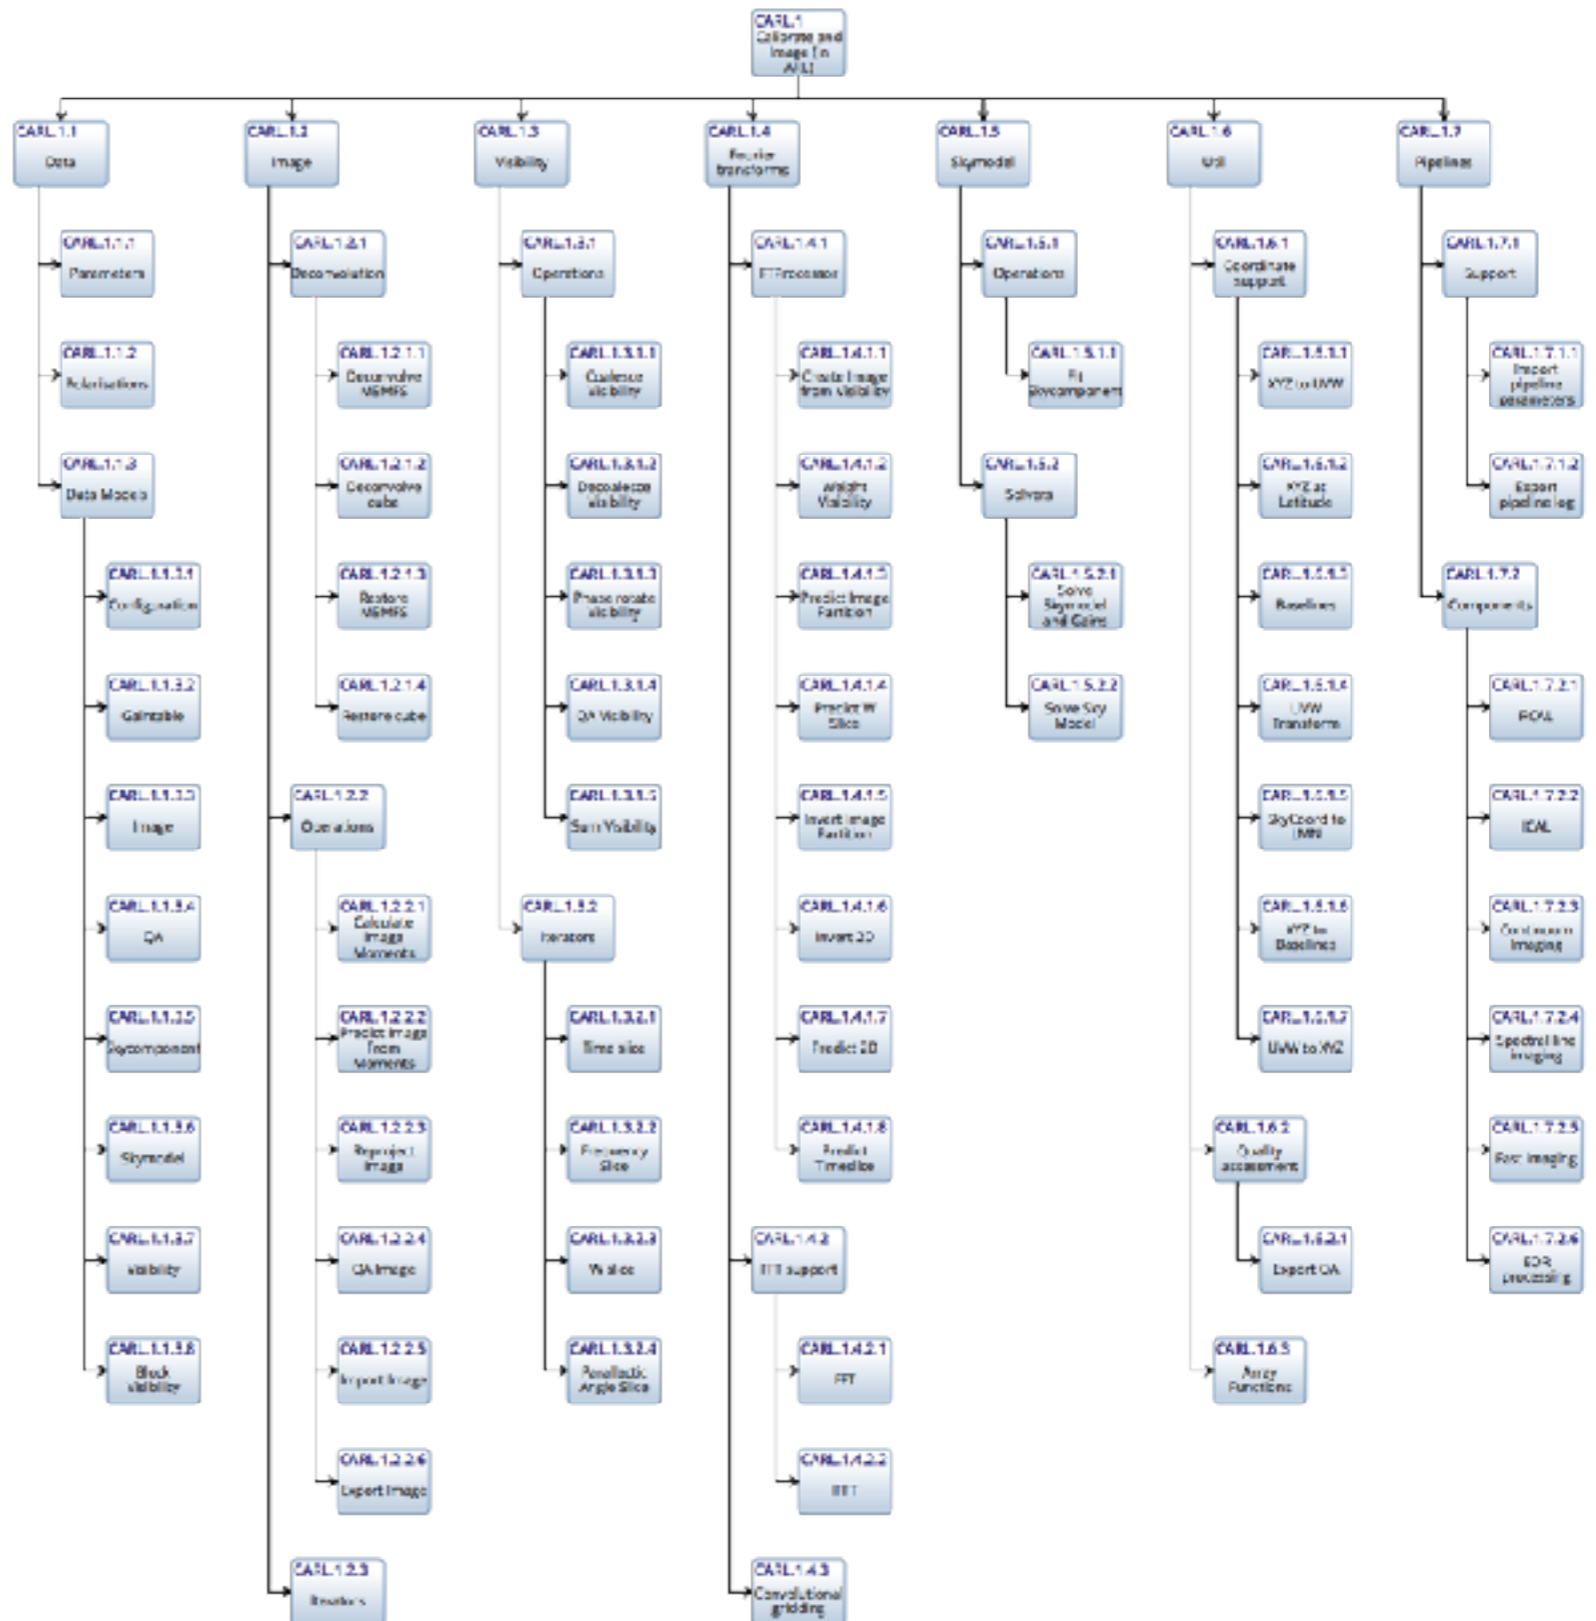 CARL.1
Calibrate and
Image (in
ARL)
CARL.1.1
Data
CARL.1.2
Image
CARL.1.3
Visibility
CARL.1.4
Fourier
transforms
CARL.1.5
Skymodel
CARL.1.6
Util
CARL.1.7
Pipelines
CARL.1.1.1
Parameters
CARL.1.1.2
Polarisations
CARL.1.1.3
Data Models
CARL.1.1.3.1
Configuration
CARL.1.1.3.2
Gaintable
CARL.1.1.3.3
Image
CARL.1.1.3.4
QA
CARL.1.1.3.5
Skycomponent
CARL.1.1.3.6
Skymodel
CARL.1.1.3.7
Visibility
CARL.1.1.3.8
Block
Visibility
CARL.1.2.1
Deconvolution
CARL.1.2.1.1
Deconvolve
MSMFS
CARL.1.2.1.2
Deconvolve
cube
CARL.1.2.1.3
Restore
MSMFS
CARL.1.2.1.4
Restore cube
CARL.1.2.2
Operations
CARL.1.2.2.1
Calculate
Image
Moments
CARL.1.2.2.2
Predict Image
from
Moments
CARL.1.2.2.3
Reproject
Image
CARL.1.2.2.4
QA Image
CARL.1.2.2.5
Import Image
CARL.1.2.2.6
Export Image
CARL.1.2.3
Iterators
CARL.1.3.1
Operations
CARL.1.3.1.1
Coalesce
Visibility
CARL.1.3.1.2
Decoalesce
Visibility
CARL.1.3.1.3
Phase rotate
Visibility
CARL.1.3.1.4
QA Visibility
CARL.1.3.1.5
Sum Visibility
CARL.1.3.2
Iterators
CARL.1.3.2.1
Time slice
CARL.1.3.2.2
Frequency
Slice
CARL.1.3.2.3
W slice
CARL.1.3.2.4
Parallactic
Angle Slice
CARL.1.4.1
FTProcessor
CARL.1.4.1.1
Create Image
from Visibility
CARL.1.4.1.2
Weight
Visibility
CARL.1.4.1.3
Predict Image
Partition
CARL.1.4.1.4
Predict W
Slice
CARL.1.4.1.5
Invert Image
Partition
CARL.1.4.1.6
Invert 2D
CARL.1.4.1.7
Predict 2D
CARL.1.4.1.8
Predict
Timeslice
CARL.1.4.2
FFT support
CARL.1.4.2.1
FFT
CARL.1.4.2.2
IFFT
CARL.1.4.3
Convolutional
gridding
CARL.1.5.1
Operations
CARL.1.5.1.1
Fit
Skycomponent
CARL.1.5.2
Solvers
CARL.1.5.2.1
Solve
Skymodel
and Gains
CARL.1.5.2.2
Solve Sky
Model
CARL.1.6.1
Coordinate
support
CARL.1.6.1.1
XYZ to UVW
CARL.1.6.1.2
XYZ at
Latitude
CARL.1.6.1.3
Baselines
CARL.1.6.1.4
UVW
Transform
CARL.1.6.1.5
SkyCoord to
LMN
CARL.1.6.1.6
XYZ to
Baselines
CARL.1.6.1.7
UVW to XYZ
CARL.1.6.2
Quality
assessment
CARL.1.6.2.1
Export QA
CARL.1.6.3
Array
Functions
CARL.1.7.1
Support
CARL.1.7.1.1
Import
pipeline
parameters
CARL.1.7.1.2
Export
pipeline log
CARL.1.7.2
Components
CARL.1.7.2.1
RCAL
CARL.1.7.2.2
ICAL
CARL.1.7.2.3
Continuum
Imaging
CARL.1.7.2.4
Spectral line
imaging
CARL.1.7.2.5
Fast Imaging
CARL.1.7.2.6
EOR
processing